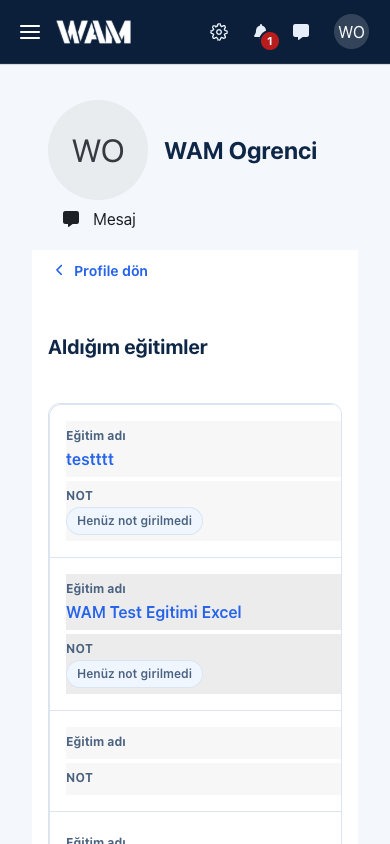 WAM
1
WO
WO
WAM Ogrenci
Mesaj
Profile dön
Aldığım eğitimler
Eğitim adı
testttt
NOT
Henüz not girilmedi
Eğitim adı
WAM Test Egitimi Excel
NOT
Henüz not girilmedi
Eğitim adı
NOT
Eğitim adı